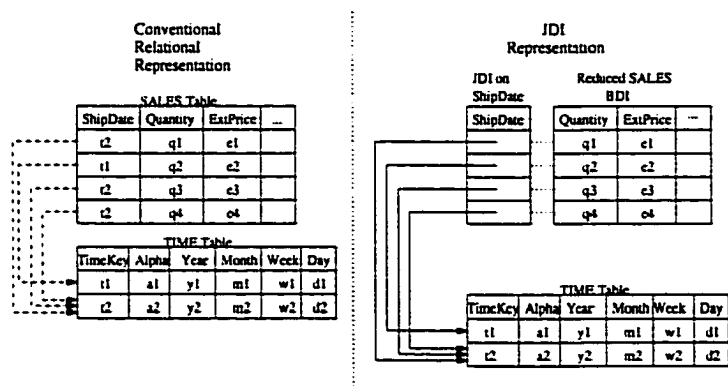 Conventional
Relational
Representation
SALES Table
ShipDate Quantity ExtPrice ...
t2 q1 e1
t1 q2 e2
t2 q3 e3
t2 q4 e4
TIME Table
TimeKey Alpha Year Month Week Day
t1 a1 y1 m1 w1 d1
t2 a2 y2 m2 w2 d2
JDI
Representation
JDI on
ShipDate
Reduced SALES
BDI
ShipDate
Quantity ExtPrice ...
q1 e1
q2 e2
q3 e3
q4 e4
TIME Table
TimeKey Alpha Year Month Week Day
t1 a1 y1 m1 w1 d1
t2 a2 y2 m2 w2 d2